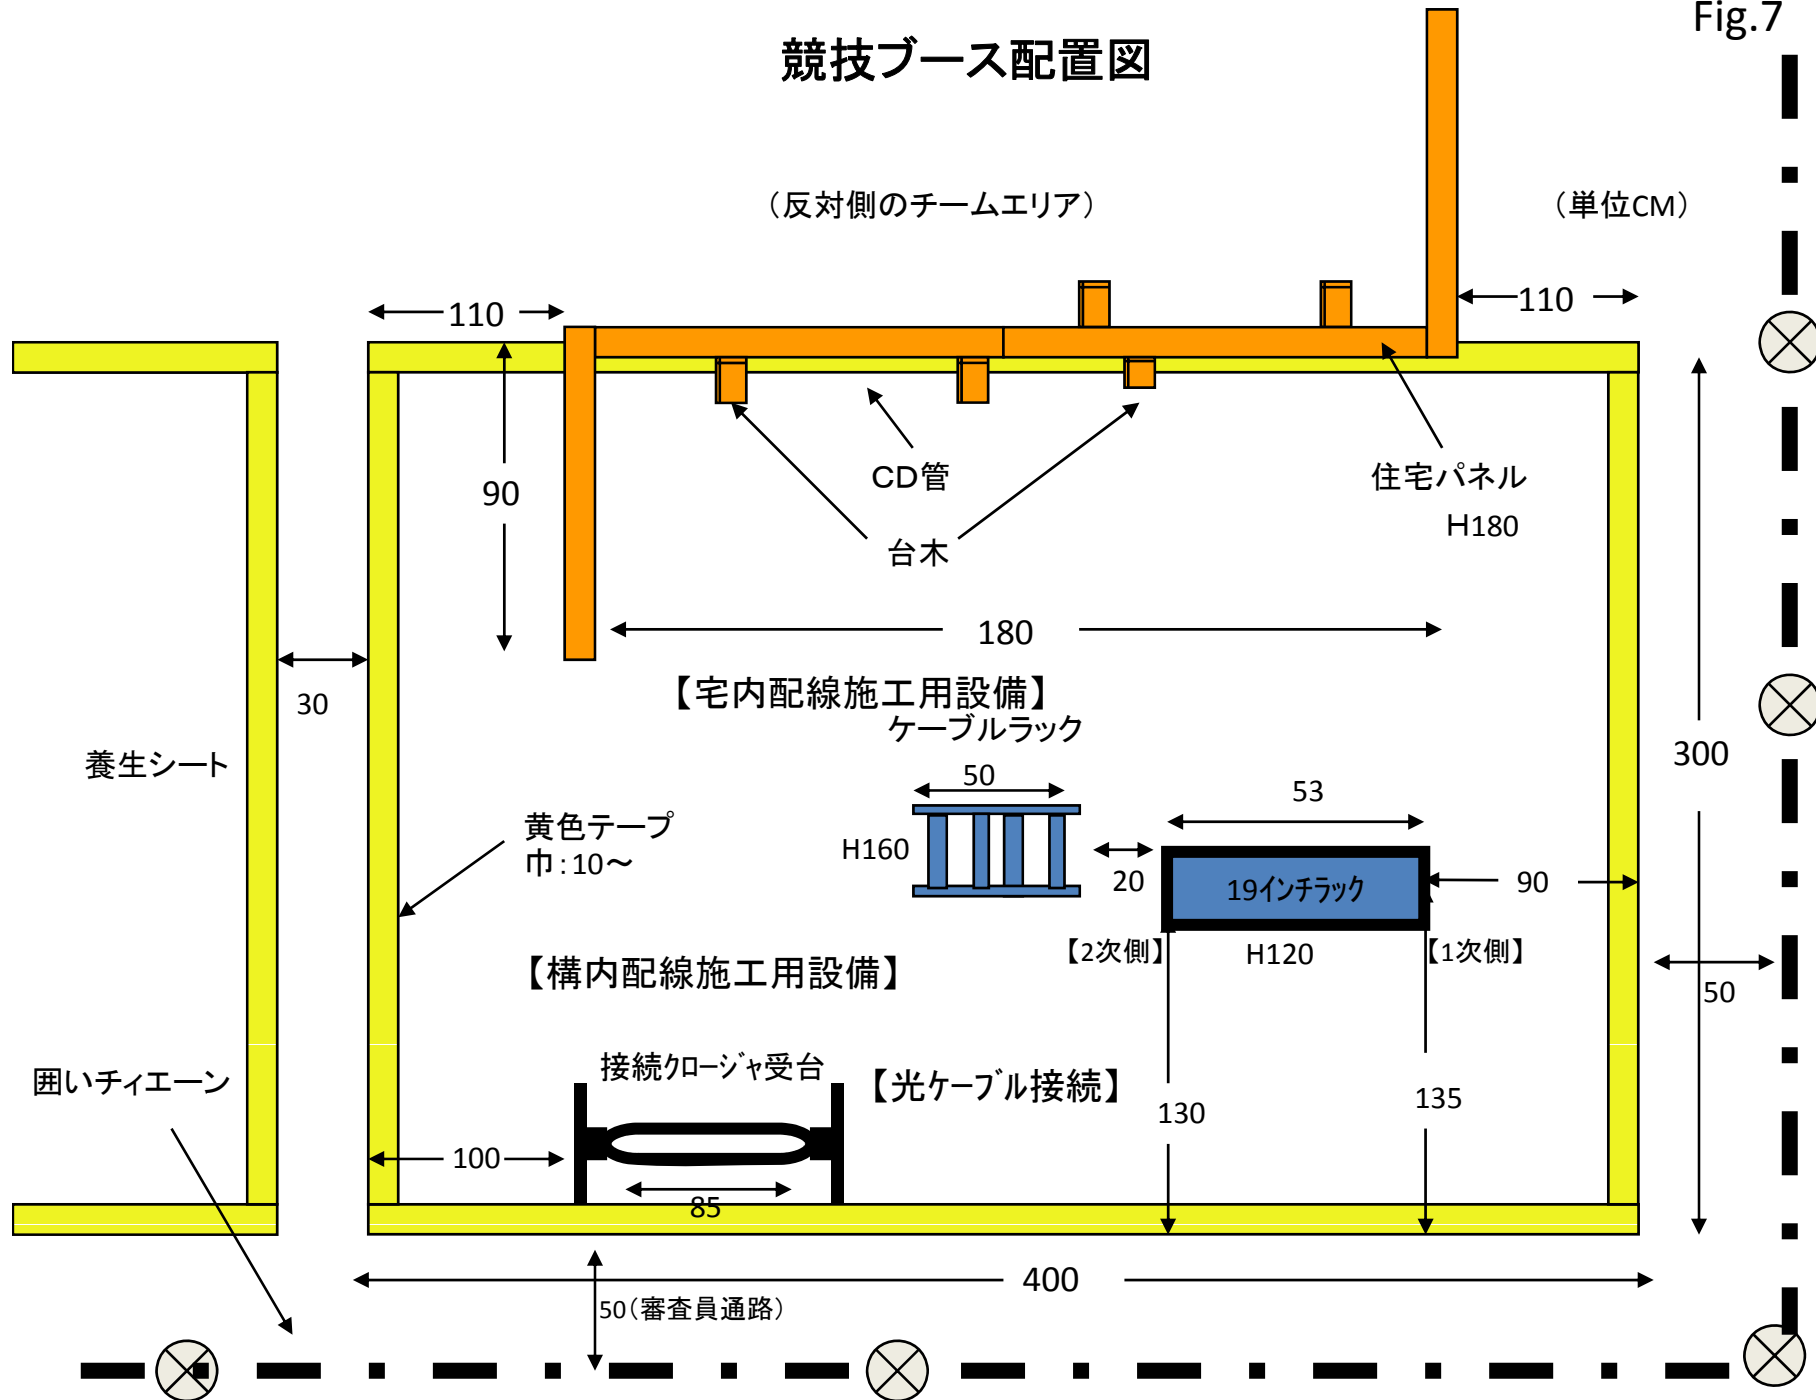 Fig.7
競技ブース配置図
（反対側のチームエリア）
（単位CM）
110
110
90
CD管
住宅パネル
H180
台木
180
30
【宅内配線施工用設備】
ケーブルラック
養生シート
300
50
53
黄色テープ
巾：10～
H160
20
19インチラック
90
【2次側】
H120
【1次側】
【構内配線施工用設備】
50
接続クロージャ受台
【光ケーブル接続】
囲いチィエーン
130
135
100
85
400
50（審査員通路）